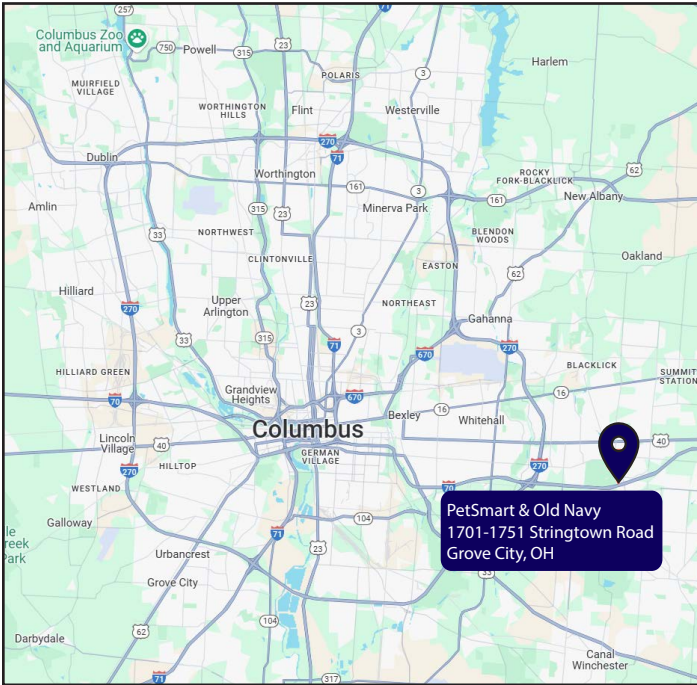 257
71
Columbus Zoo
and Aquarium
750
Powell
315
23
Harlem
POLARIS
3
MUIRFIELD
VILLAGE
WORTHINGTON
HILLS
Flint
Westerville
270
71
Dublin
Worthington
161
3
ROCKY
FORK-BLACKLICK
62
161
New Albany
Amlin
315
23
Minerva Park
33
NORTHWEST
BLENDON
WOODS
CLINTONVILLE
EASTON
Oakland
62
Hilliard
270
Upper
Arlington
23
NORTHEAST
Gahanna
33
315
71
3
670
270
HILLIARD GREEN
BLACKLICK
SUMMIT
STATION
70
Grandview
Heights
670
16
Bexley
16
Whitehall
Columbus
Lincoln
Village
40
GERMAN
VILLAGE
40
270
HILLTOP
270
WESTLAND
70
PetSmart & Old Navy
1701-1751 Stringtown Road
Grove City, OH
Galloway
104
71
le
reek
Park
Urbancrest
23
33
Grove City
104
62
Darbydale
Canal
Winchester
71
317